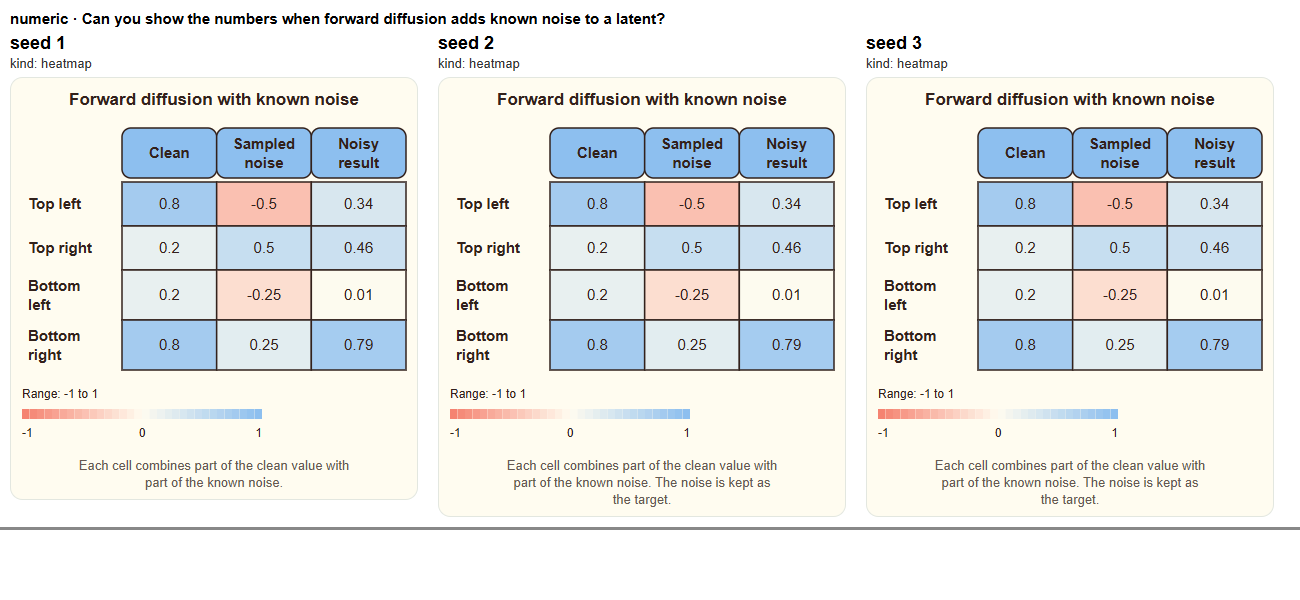 numeric · Can you show the numbers when forward diffusion adds known noise to a latent?
seed 1
kind: heatmap
Forward diffusion with known noise
Clean
Sampled
noise
Noisy
result
Top left
0.8
-0.5
0.34
Top right
0.2
0.5
0.46
Bottom
left
0.2
-0.25
0.01
Bottom
right
0.8
0.25
0.79
Range: -1 to 1
-1
0
1
Each cell combines part of the clean value with
part of the known noise.
seed 2
kind: heatmap
Forward diffusion with known noise
Clean
Sampled
noise
Noisy
result
Top left
0.8
-0.5
0.34
Top right
0.2
0.5
0.46
Bottom
left
0.2
-0.25
0.01
Bottom
right
0.8
0.25
0.79
Range: -1 to 1
-1
0
1
Each cell combines part of the clean value with
part of the known noise. The noise is kept as
the target.
seed 3
kind: heatmap
Forward diffusion with known noise
Clean
Sampled
noise
Noisy
result
Top left
0.8
-0.5
0.34
Top right
0.2
0.5
0.46
Bottom
left
0.2
-0.25
0.01
Bottom
right
0.8
0.25
0.79
Range: -1 to 1
-1
0
1
Each cell combines part of the clean value with
part of the known noise. The noise is kept as
the target.